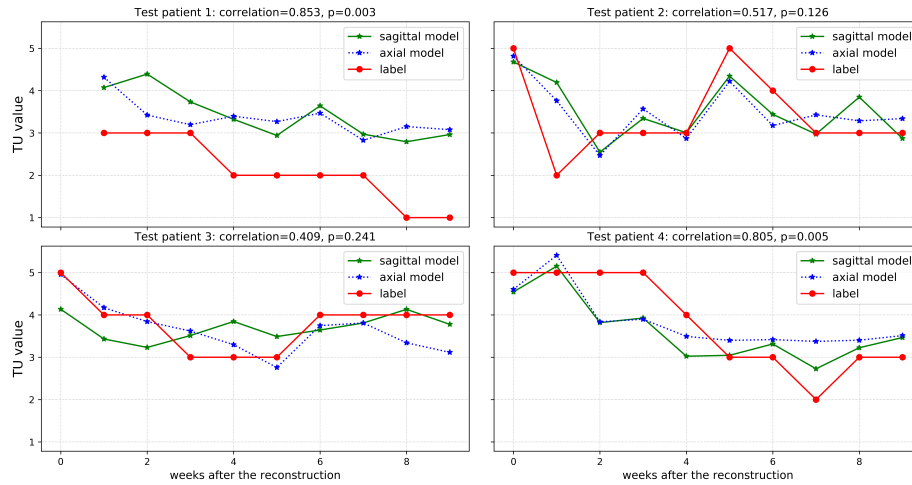 Test patient 1: correlation=0.853, p=0.003
5
4
3
2
1
TU value
sagittal model
axial model
label
Test patient 2: correlation=0.517, p=0.126
sagittal model
axial model
label
Test patient 3: correlation=0.409, p=0.241
5
4
3
2
1
TU value
sagittal model
axial model
label
0 2 4 6 8
weeks after the reconstruction
Test patient 4: correlation=0.805, p=0.005
sagittal model
axial model
label
0 2 4 6 8
weeks after the reconstruction